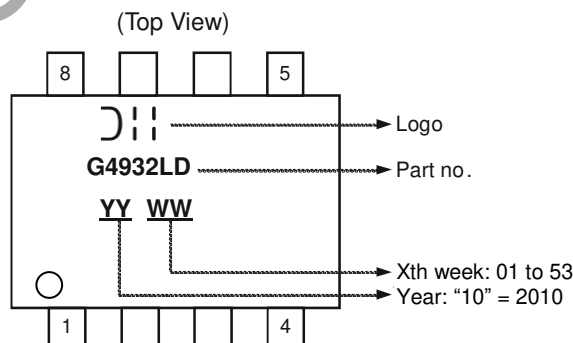 (Top View)
8 5
Logo
G4932LD
Part no.
YY WW
Xth week: 01 to 53
Year: “10” = 2010
1 4